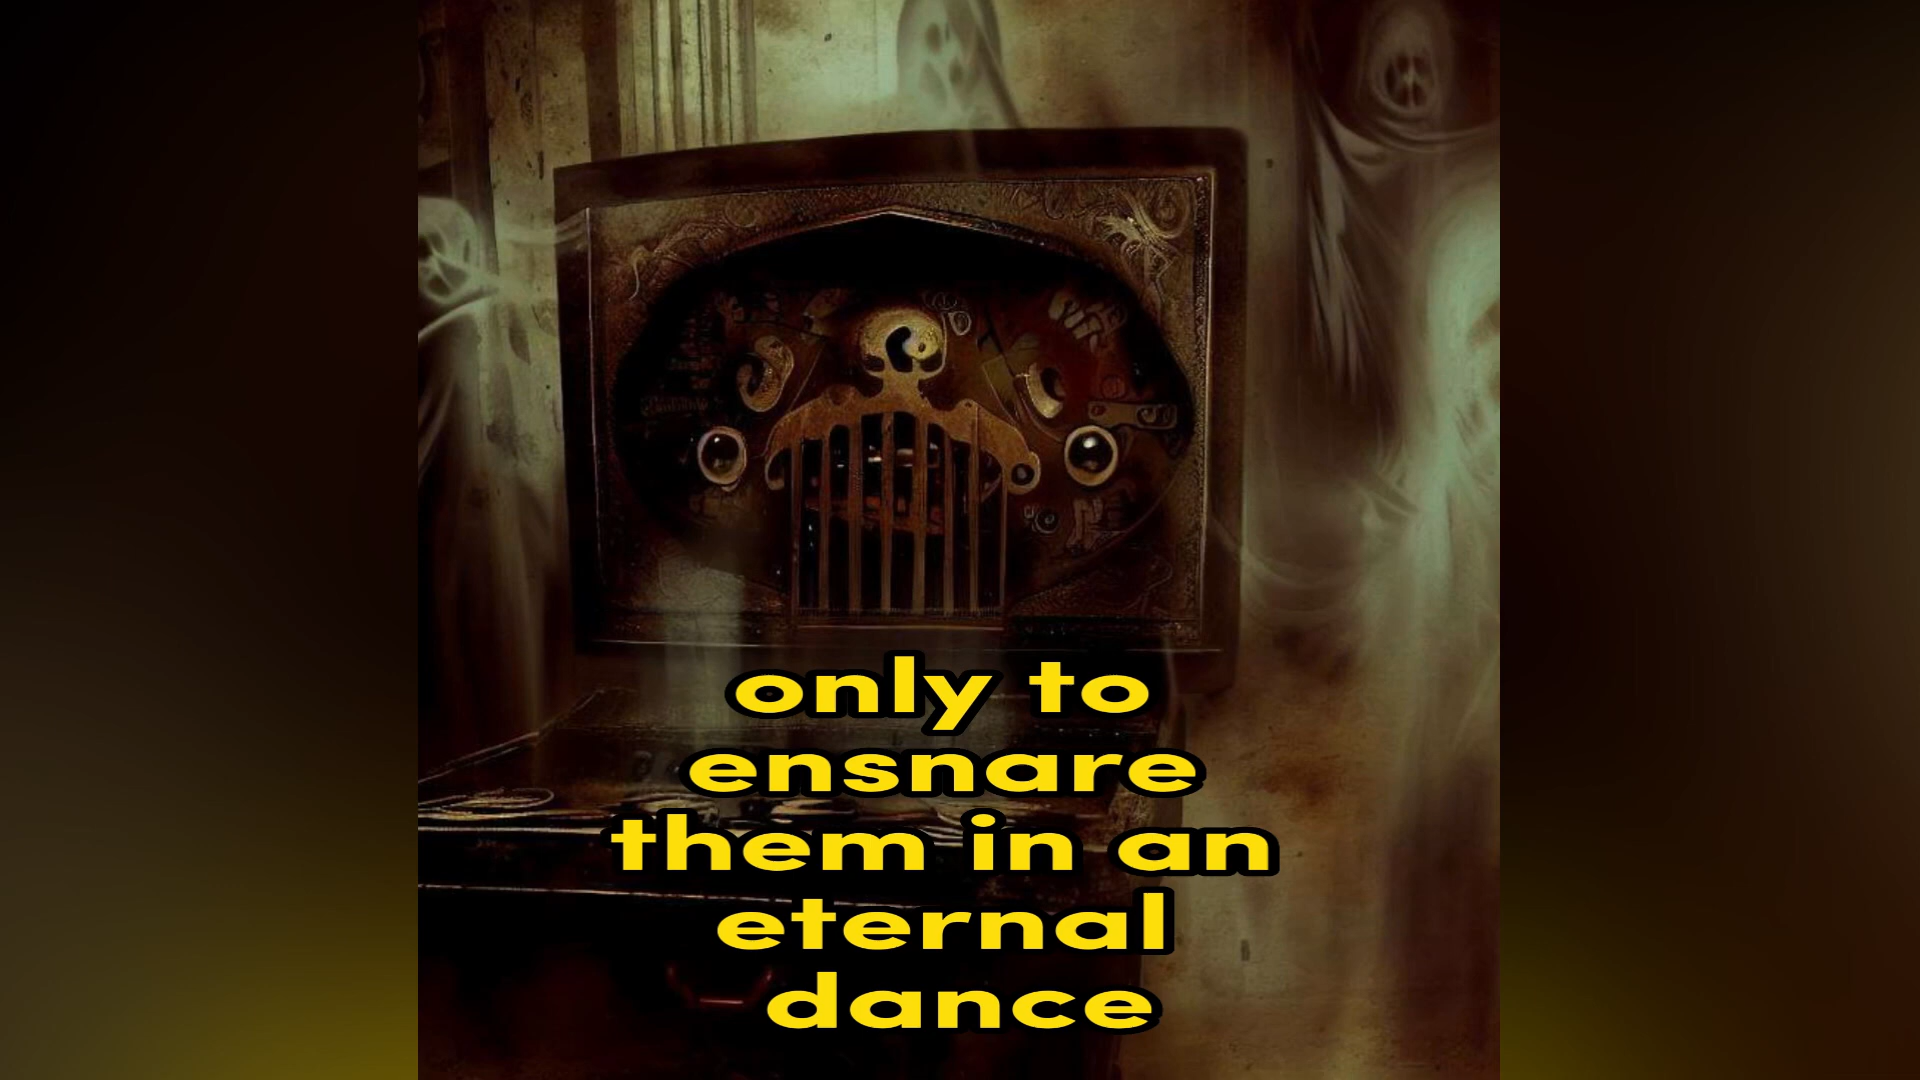 only to
ensnare
them in an
eternal
dance